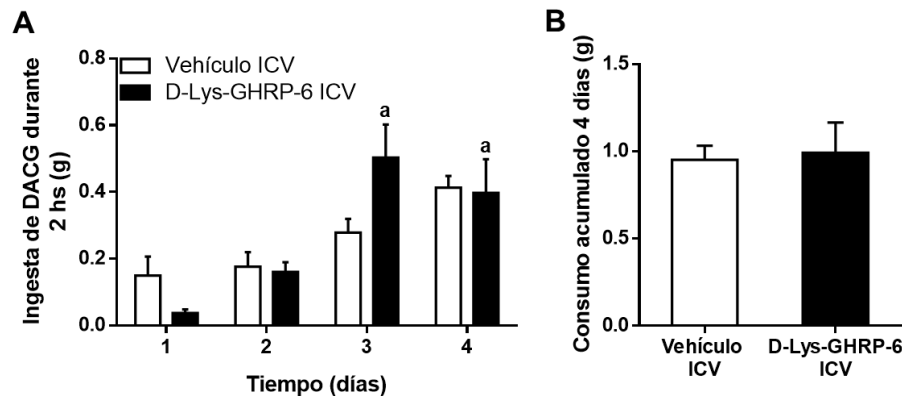 A
Ingesta de DACG durante
2 hs (g)
0.8
0.6
0.4
0.2
0.0
Vehículo ICV
D-Lys-GHRP-6 ICV
a
a
1 2 3 4
Tiempo (días)
B
Consumo acumulado 4 días (g)
1.5
1.0
0.5
0.0
Vehículo
ICV
D-Lys-GHRP-6
ICV